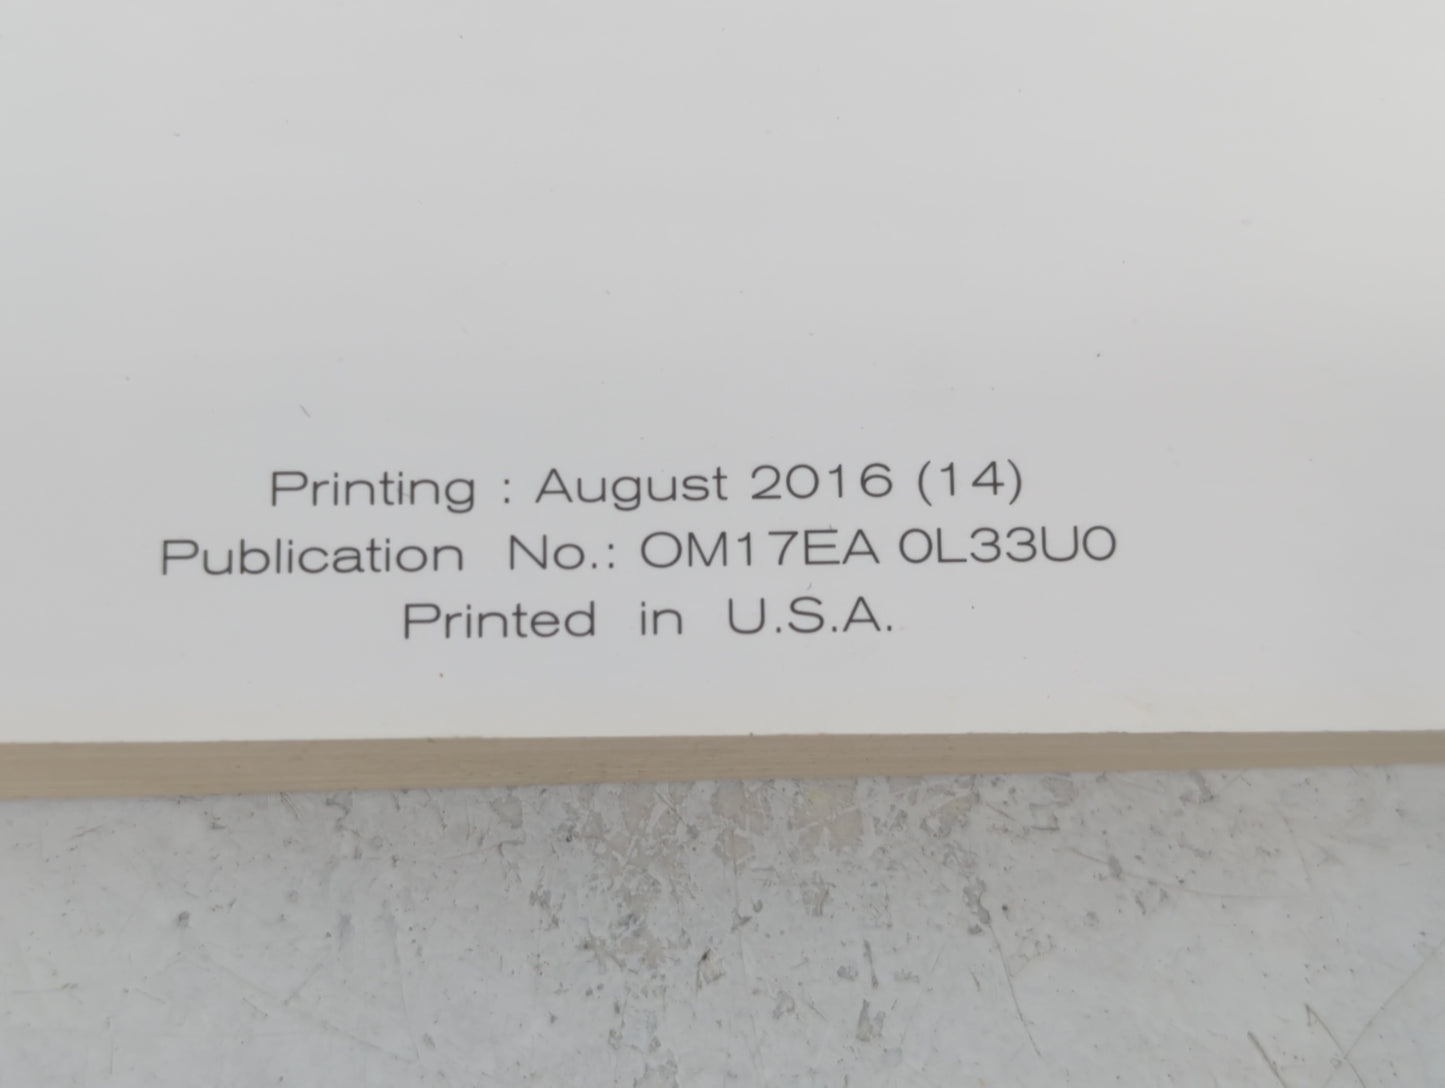 Printing : August 2016 (14)
Publication No.: OM17EA 0L33U0
Printed in U.S.A.